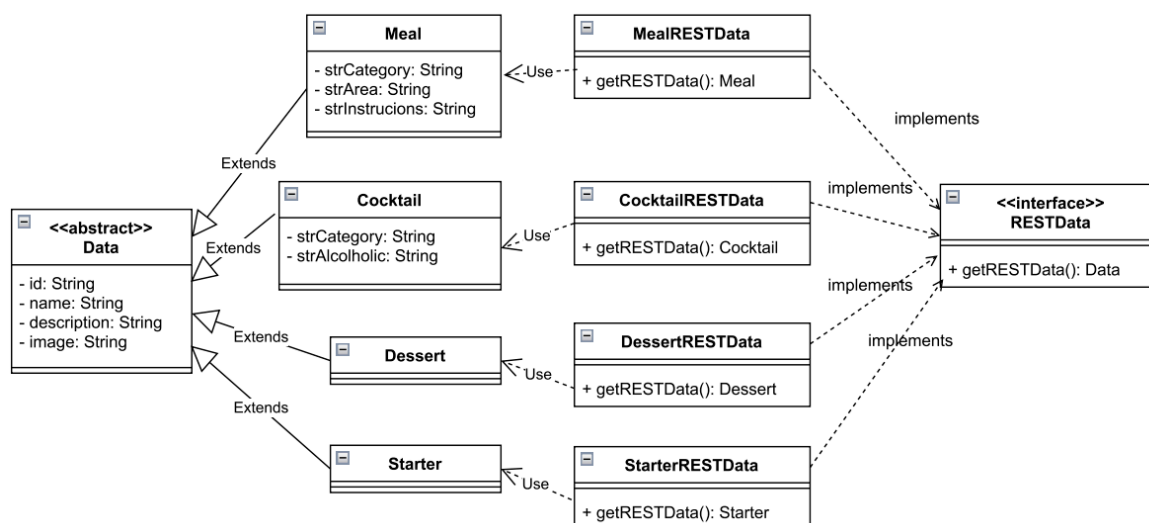 Meal
- strCategory: String
- strArea: String
- strInstrucions: String
Use
MealRESTData
+ getRESTData(): Meal
implements
Extends
Cocktail
- strCategory: String
- strAlcoholic: String
Use
CocktailRESTData
+ getRESTData(): Cocktail
implements
<<interface>>
RESTData
+ getRESTData(): Data
<<abstract>>
Data
- id: String
- name: String
- description: String
- image: String
Extends
Extends
Dessert
Use
DessertRESTData
+ getRESTData(): Dessert
implements
implements
Extends
Starter
Use
StarterRESTData
+ getRESTData(): Starter